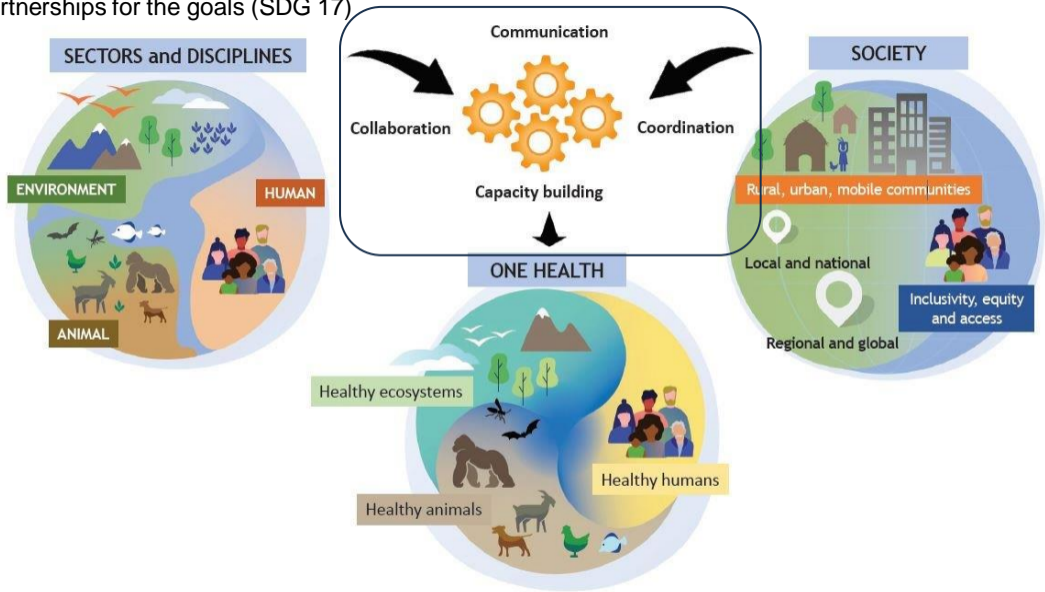 rtnerships for the goals (SDG 17)
SECTORS and DISCIPLINES
ENVIRONMENT
HUMAN
ANIMAL
Communication
Collaboration
Coordination
Capacity building
SOCIETY
Rural, urban, mobile communities
Local and national
Inclusivity, equity
and access
Regional and global
ONE HEALTH
Healthy ecosystems
Healthy humans
Healthy animals